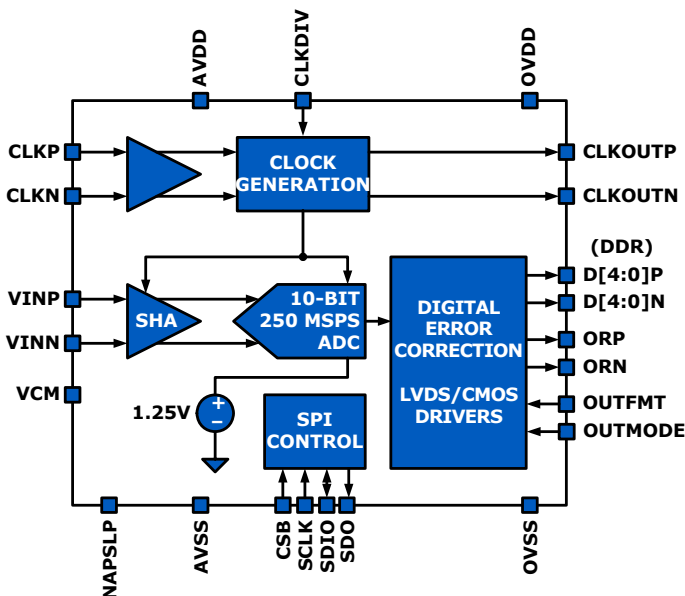 AVDD
CLKDIV
OVDD
CLKP
CLKN
CLOCK
GENERATION
CLKOUTP
CLKOUTN
(DDR)
D[4:0]P
D[4:0]N
ORP
ORN
OUTFMT
OUTMODE
VINP
VINN
VCM
SHA
10-BIT
250 MSPS
ADC
DIGITAL
ERROR
CORRECTION
LVDS/CMOS
DRIVERS
1.25V
+
–
SPI
CONTROL
NAPSLP
AVSS
CSB
SCLK
SDIO
SDO
OVSS